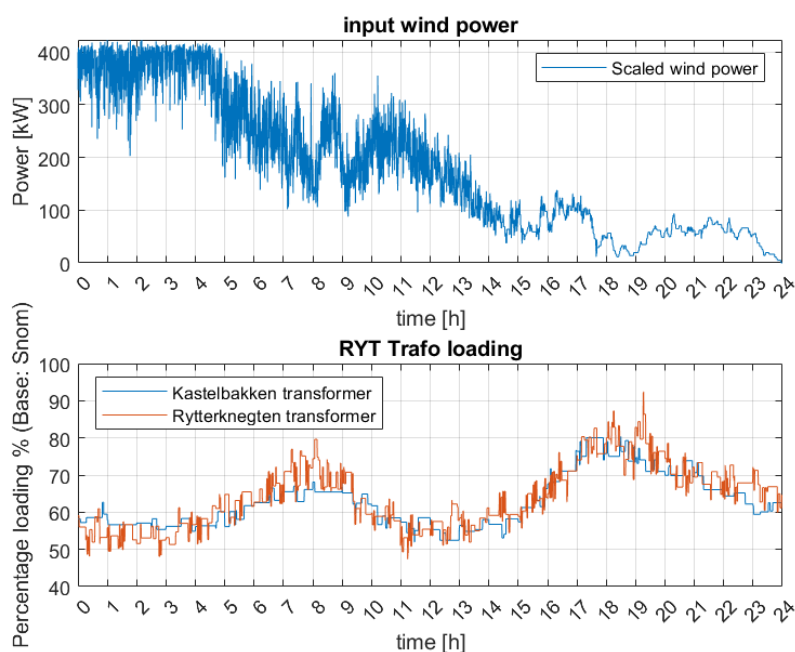 input wind power
Power [kW]
400
300
200
100
0
Scaled wind power
0 1 2 3 4 5 6 7 8 9 10 11 12 13 14 15 16 17 18 19 20 21 22 23 24
time [h]
RYT Trafo loading
Percentage loading % (Base: Snom)
100
90
80
70
60
50
40
Kastelbakken transformer
Rytterknegten transformer
0 1 2 3 4 5 6 7 8 9 10 11 12 13 14 15 16 17 18 19 20 21 22 23 24
time [h]